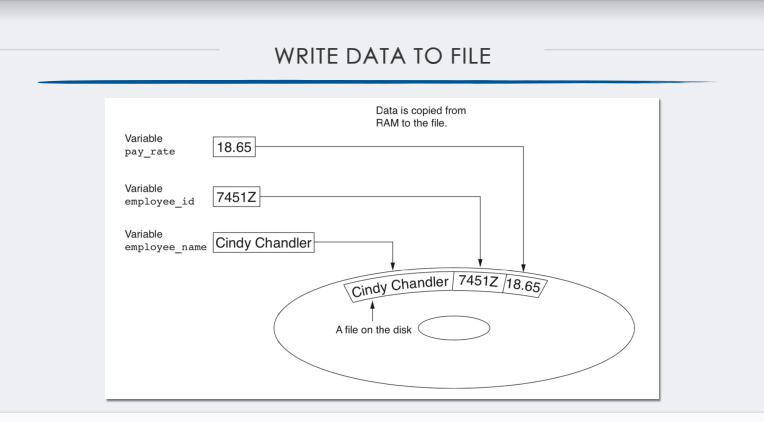 WRITE DATA TO FILE
Data is copied from
RAM to the file.
Variable
pay_rate
18.65
Variable
employee_id
7451Z
Variable
employee_name
Cindy Chandler
Cindy Chandler 7451Z 18.65
A file on the disk